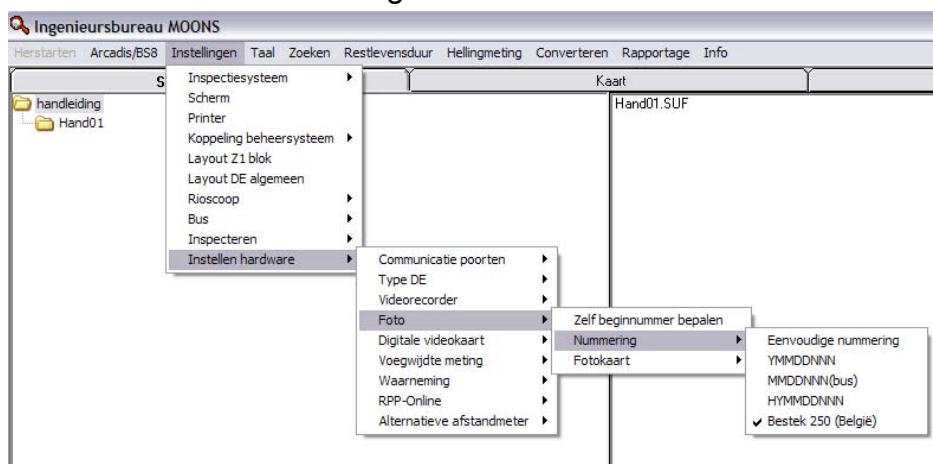 Ingenieursbureau MOONS
Herstarten Arcadis/BS8 Instellingen Taal Zoeken Restlevensduur Hellingmeting Converteren Rapportage Info
S
Kaart
handleiding
Hand01
Hand01.SUF
Inspectiesysteem
Scherm
Printer
Koppeling beheersysteem
Layout Z1 blok
Layout DE algemeen
Rioscoop
Bus
Inspecteren
Instellen hardware
Communicatie poorten
Type DE
Videorecorder
Foto
Digitale videokaart
Voegwijdte meting
Waarneming
RPP-Online
Alternatieve afstandmeter
Zelf beginnummer bepalen
Nummering
Fotokaart
Eenvoudige nummering
YMMDDNNN
MMDDNNN(bus)
HYMMDDNNN
Bestek 250 (België)